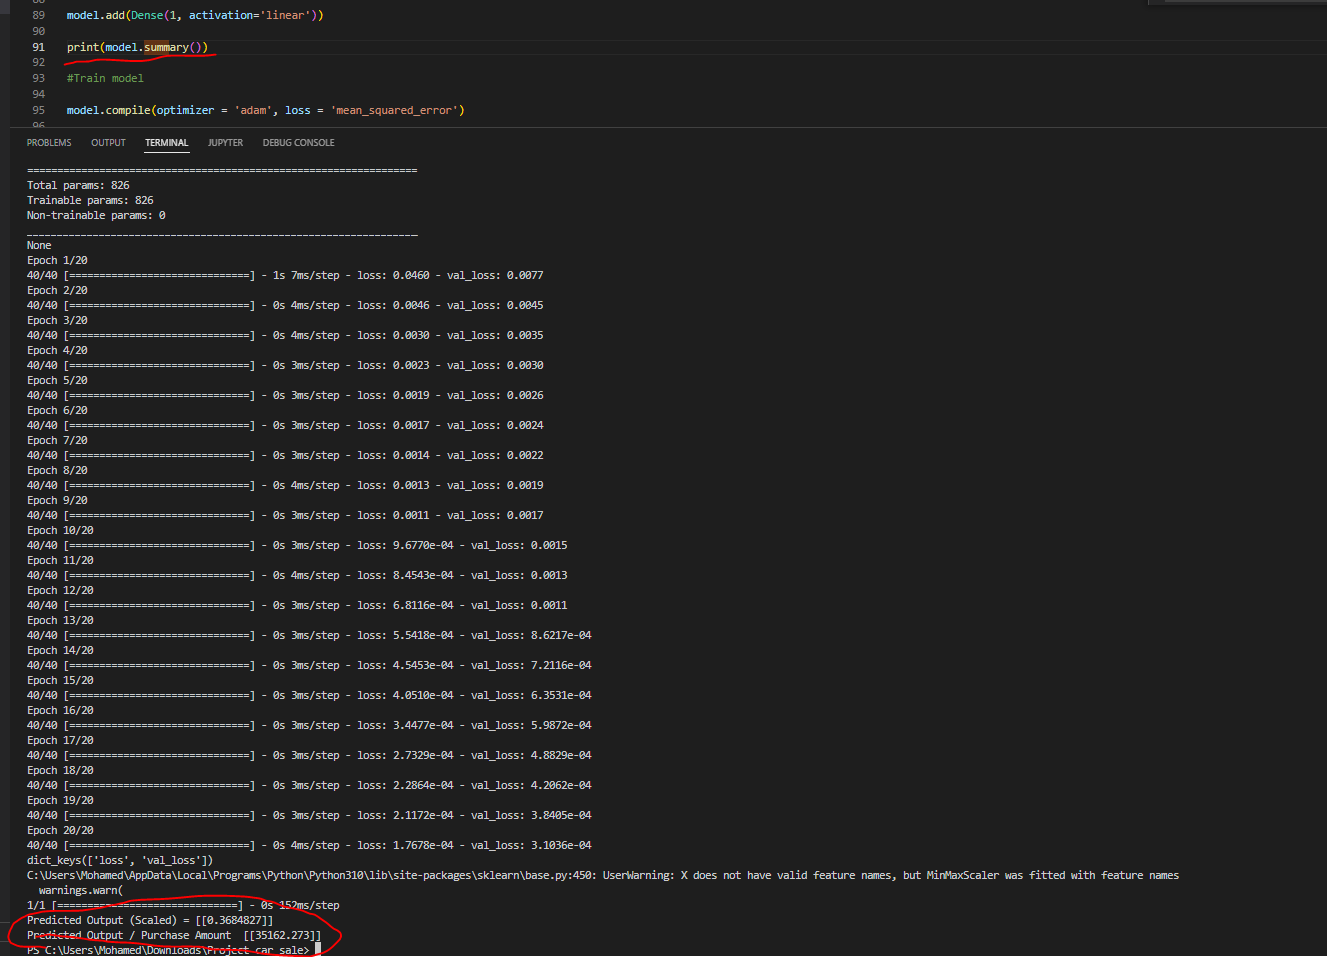 89 model.add(Dense(1, activation='linear'))
90
91 print(model.summary())
92
93 #Train model
94
95 model.compile(optimizer = 'adam', loss = 'mean_squared_error')
96
PROBLEMS OUTPUT TERMINAL JUPYTER DEBUG CONSOLE
=================================================================
Total params: 826
Trainable params: 826
Non-trainable params: 0
_________________________________________________________________
None
Epoch 1/20
40/40 [==============================] - 1s 7ms/step - loss: 0.0460 - val_loss: 0.0077
Epoch 2/20
40/40 [==============================] - 0s 4ms/step - loss: 0.0046 - val_loss: 0.0045
Epoch 3/20
40/40 [==============================] - 0s 4ms/step - loss: 0.0030 - val_loss: 0.0035
Epoch 4/20
40/40 [==============================] - 0s 3ms/step - loss: 0.0023 - val_loss: 0.0030
Epoch 5/20
40/40 [==============================] - 0s 3ms/step - loss: 0.0019 - val_loss: 0.0026
Epoch 6/20
40/40 [==============================] - 0s 3ms/step - loss: 0.0017 - val_loss: 0.0024
Epoch 7/20
40/40 [==============================] - 0s 3ms/step - loss: 0.0014 - val_loss: 0.0022
Epoch 8/20
40/40 [==============================] - 0s 4ms/step - loss: 0.0013 - val_loss: 0.0019
Epoch 9/20
40/40 [==============================] - 0s 3ms/step - loss: 0.0011 - val_loss: 0.0017
Epoch 10/20
40/40 [==============================] - 0s 3ms/step - loss: 9.6770e-04 - val_loss: 0.0015
Epoch 11/20
40/40 [==============================] - 0s 4ms/step - loss: 8.4543e-04 - val_loss: 0.0013
Epoch 12/20
40/40 [==============================] - 0s 3ms/step - loss: 6.8116e-04 - val_loss: 0.0011
Epoch 13/20
40/40 [==============================] - 0s 3ms/step - loss: 5.5418e-04 - val_loss: 8.6217e-04
Epoch 14/20
40/40 [==============================] - 0s 3ms/step - loss: 4.5453e-04 - val_loss: 7.2116e-04
Epoch 15/20
40/40 [==============================] - 0s 3ms/step - loss: 4.0510e-04 - val_loss: 6.3531e-04
Epoch 16/20
40/40 [==============================] - 0s 3ms/step - loss: 3.4477e-04 - val_loss: 5.9872e-04
Epoch 17/20
40/40 [==============================] - 0s 3ms/step - loss: 2.7329e-04 - val_loss: 4.8829e-04
Epoch 18/20
40/40 [==============================] - 0s 3ms/step - loss: 2.2864e-04 - val_loss: 4.2062e-04
Epoch 19/20
40/40 [==============================] - 0s 3ms/step - loss: 2.1172e-04 - val_loss: 3.8405e-04
Epoch 20/20
40/40 [==============================] - 0s 4ms/step - loss: 1.7678e-04 - val_loss: 3.1036e-04
dict_keys(['loss', 'val_loss'])
C:\Users\Mohamed\AppData\Local\Programs\Python\Python310\lib\site-packages\sklearn\base.py:450: UserWarning: X does not have valid feature names, but MinMaxScaler was fitted with feature names
  warnings.warn(
1/1 [==============================] - 0s 152ms/step
Predicted Output (Scaled) = [[0.3684827]]
Predicted Output / Purchase Amount  [[35162.273]]
PS C:\Users\Mohamed\Downloads\Project car sale>